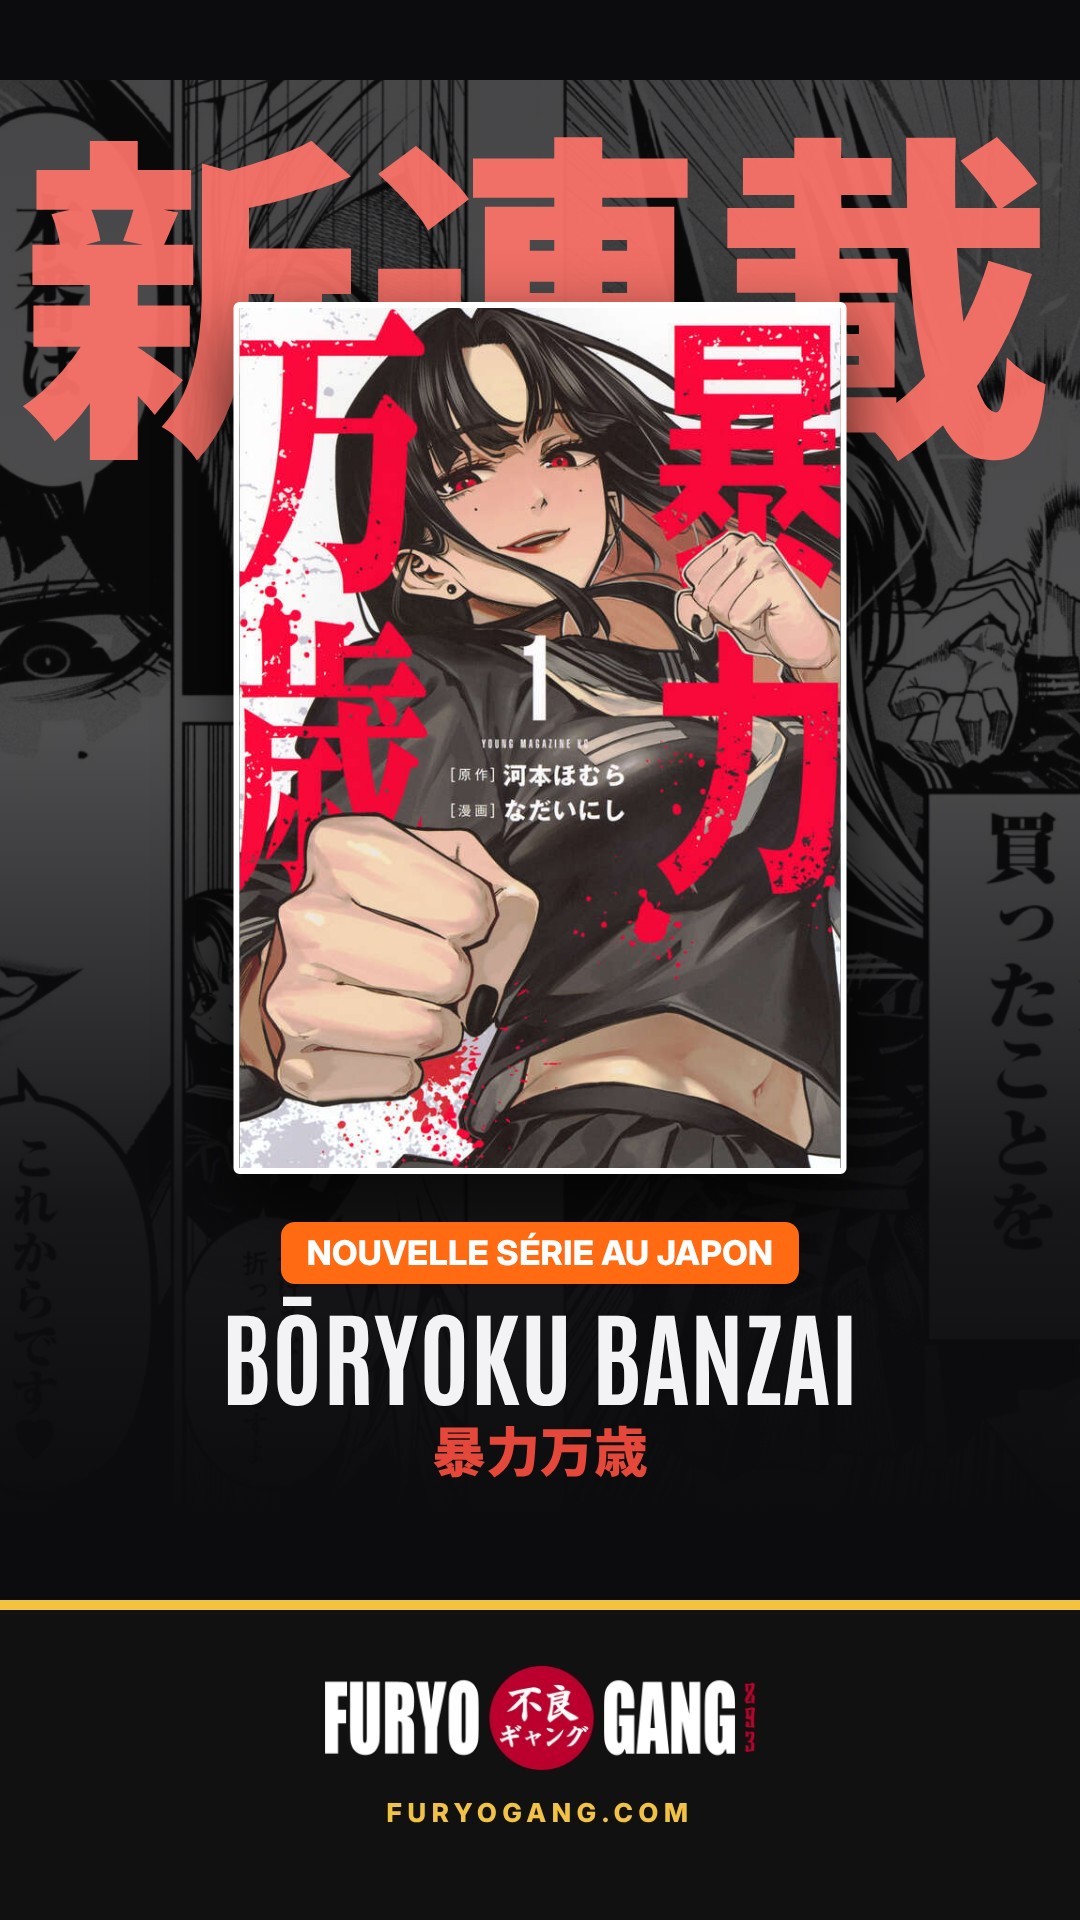 新連載
暴力
万歳
1
YOUNG MAGAZINE KC
[原作] 河本ほむら
[漫画] なだいにし
買ったことを
これからです♥
NOUVELLE SÉRIE AU JAPON
BŌRYOKU BANZAI
暴力万歳
FURYO 不良 ギャング GANG 893
FURYOGANG.COM